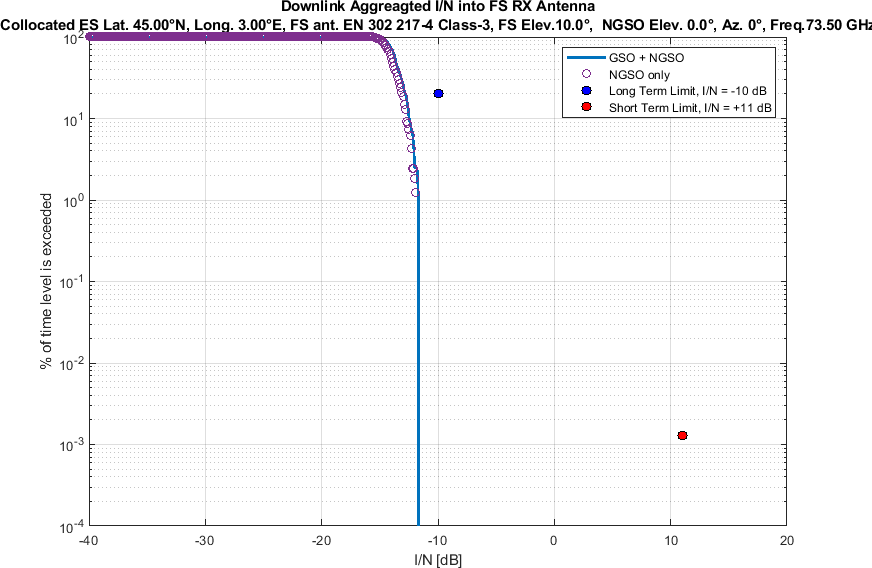 Downlink Aggreagted I/N into FS RX Antenna
Collocated ES Lat. 45.00°N, Long. 3.00°E, FS ant. EN 302 217-4 Class-3, FS Elev.10.0°, NGSO Elev. 0.0°, Az. 0°, Freq.73.50 GHz
GSO + NGSO
NGSO only
Long Term Limit, I/N = -10 dB
Short Term Limit, I/N = +11 dB
% of time level is exceeded
10^2
10^1
10^0
10^-1
10^-2
10^-3
10^-4
-40 -30 -20 -10 0 10 20
I/N [dB]